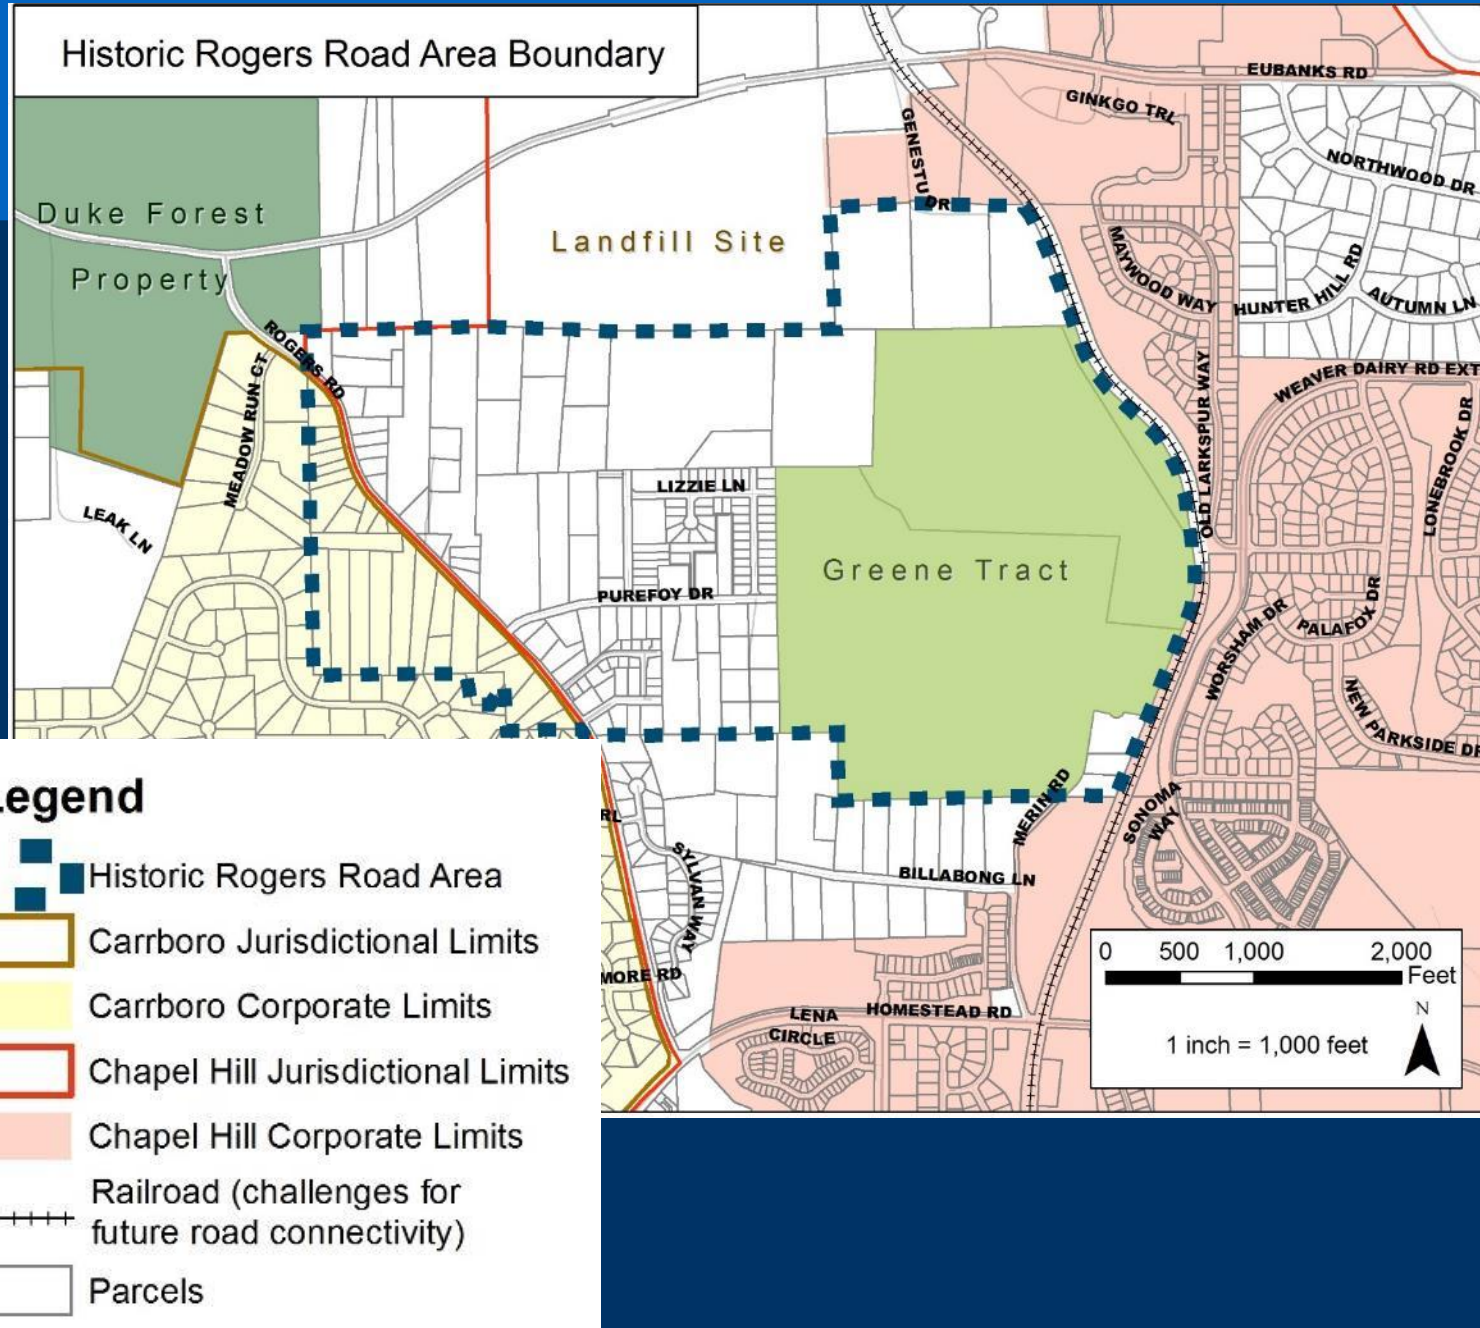 Historic Rogers Road Area Boundary
EUBANKS RD
GINKGO TRL
GENESTU DR
NORTHWOOD DR
Duke Forest
Property
Landfill Site
MAYWOOD WAY
HUNTER HILL RD
AUTUMN LN
ROGERS RD
MEADOW RUN CT
OLD LARKSPUR WAY
WEAVER DAIRY RD EXT
LONEBROOK DR
LEAK LN
LIZZIE LN
Greene Tract
PUREFOY DR
WORSHAM DR
PALAFOX DR
NEW PARKSIDE DR
MERIN RD
SONOMA
WAY
RL
SYLVAN WAY
BILLABONG LN
MORE RD
LENA
CIRCLE
HOMESTEAD RD
0 500 1,000 2,000
Feet
N
1 inch = 1,000 feet
egend
Historic Rogers Road Area
Carrboro Jurisdictional Limits
Carrboro Corporate Limits
Chapel Hill Jurisdictional Limits
Chapel Hill Corporate Limits
Railroad (challenges for
future road connectivity)
Parcels